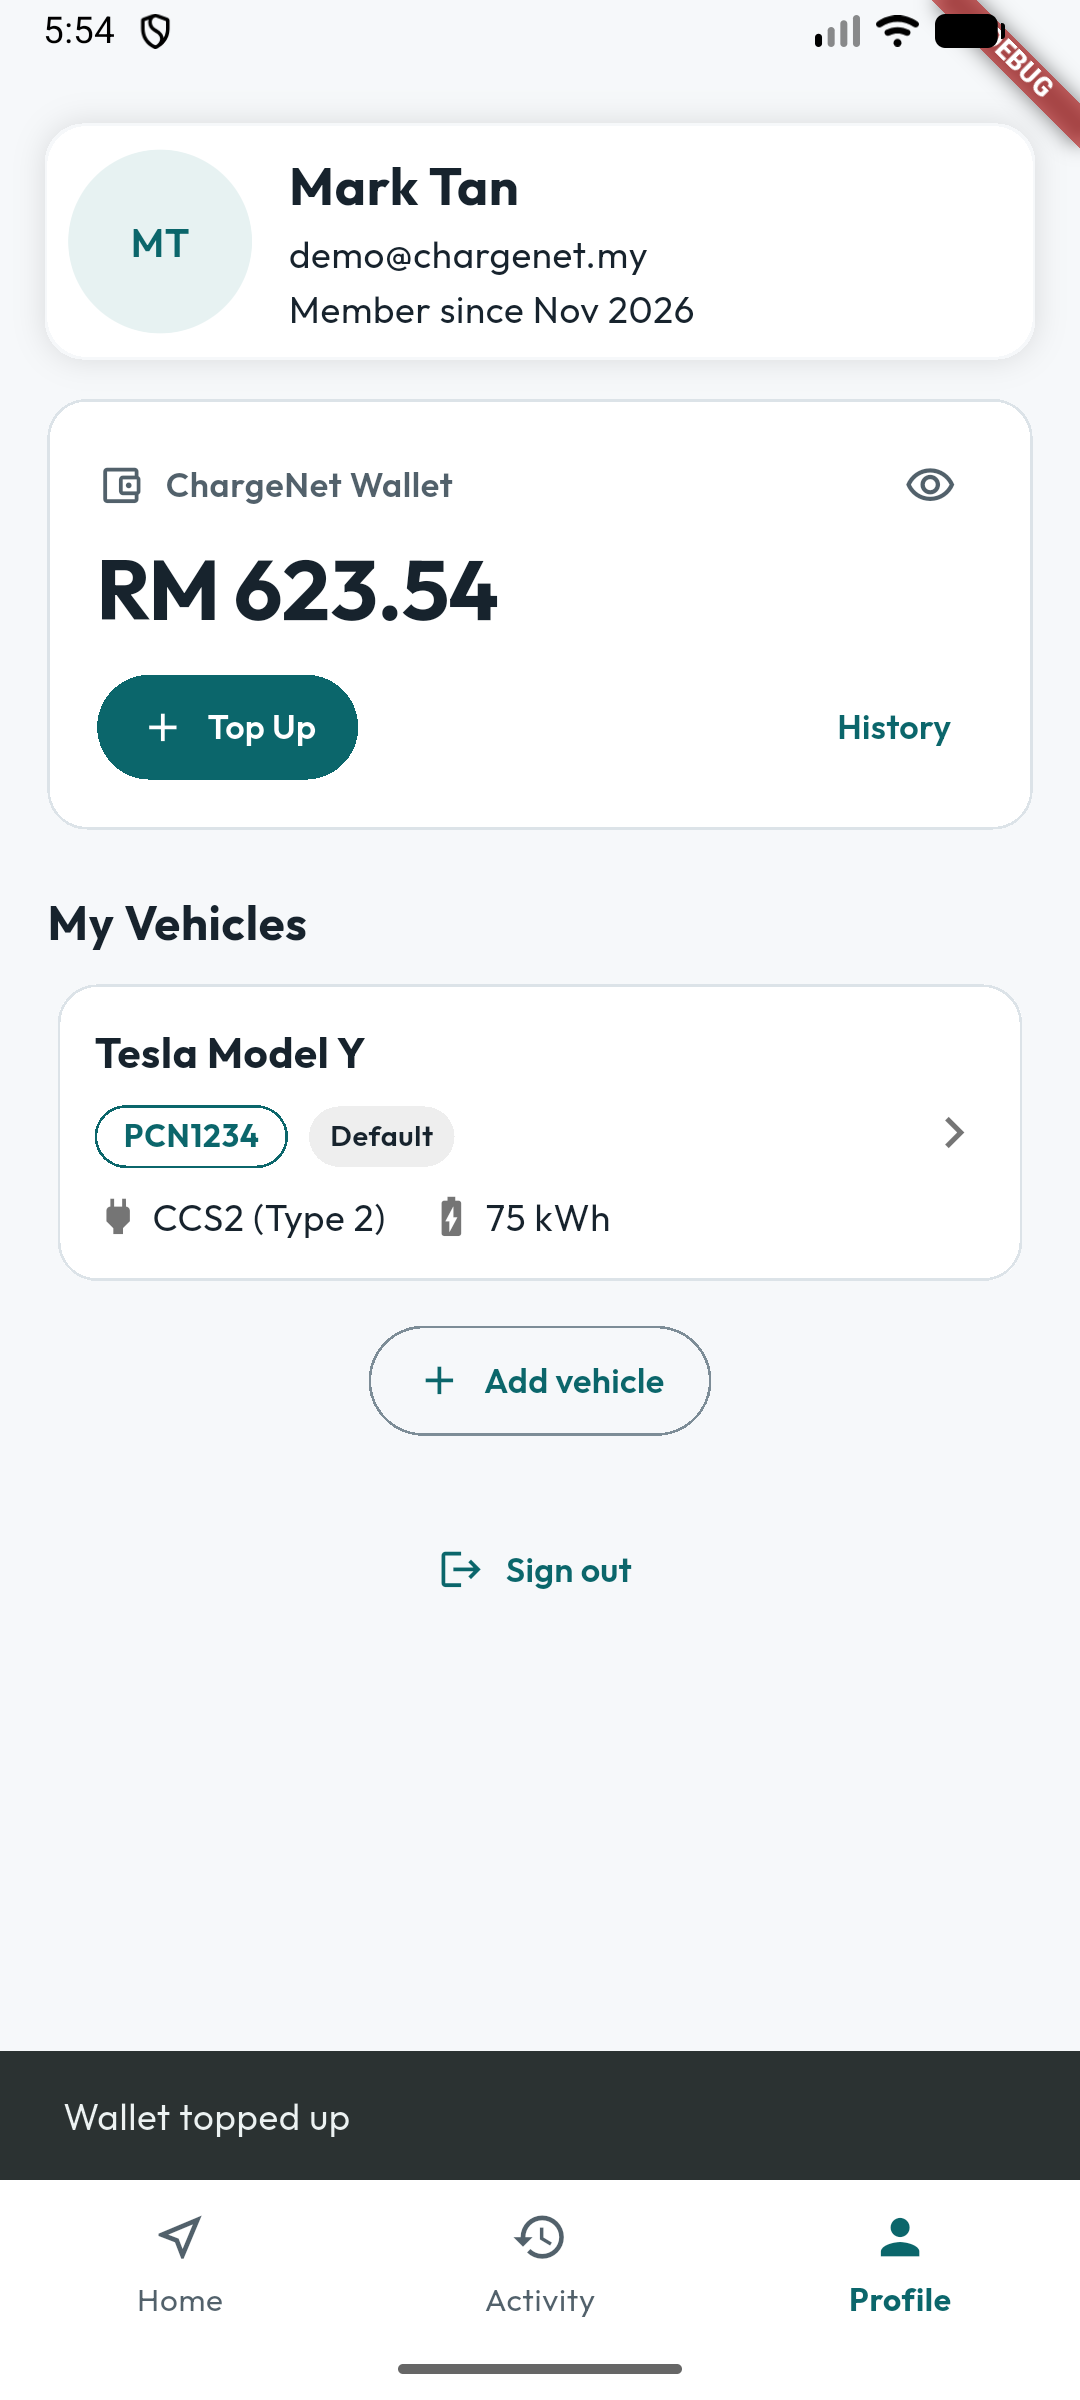 5:54
EBUG
MT
Mark Tan
demo@chargenet.my
Member since Nov 2026
ChargeNet Wallet
RM 623.54
Top Up
History
My Vehicles
Tesla Model Y
PCN1234
Default
CCS2 (Type 2)
75 kWh
Add vehicle
Sign out
Wallet topped up
Home
Activity
Profile